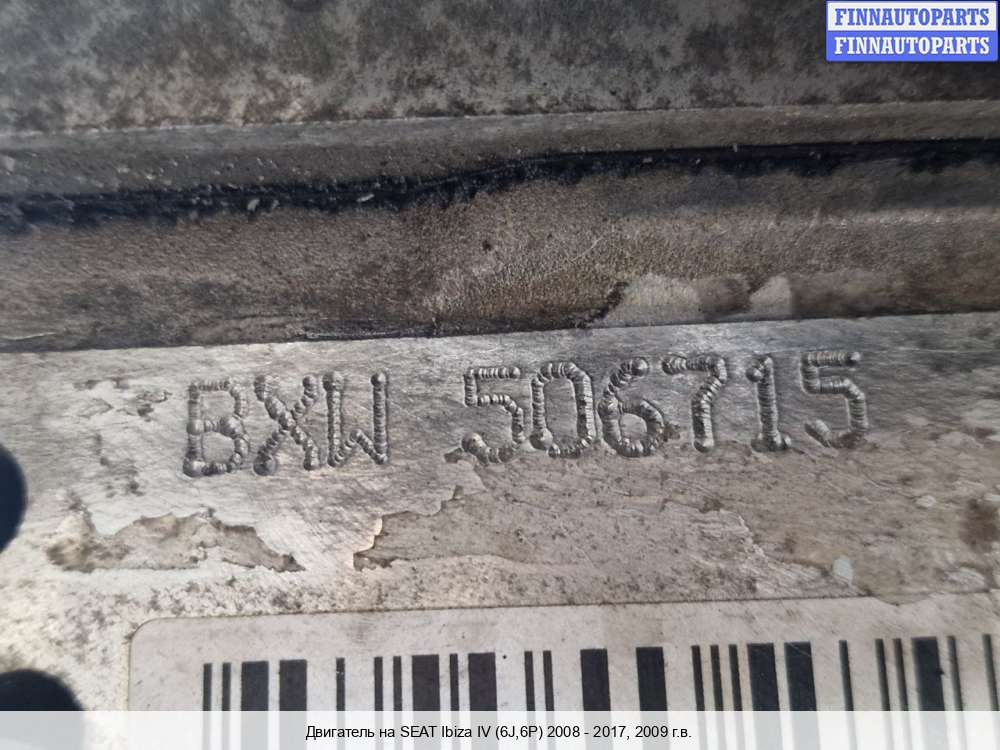 FINNAUTOPARTS
FINNAUTOPARTS
BXW 506715
Двигатель на SEAT Ibiza IV (6J,6P) 2008 - 2017, 2009 г.в.